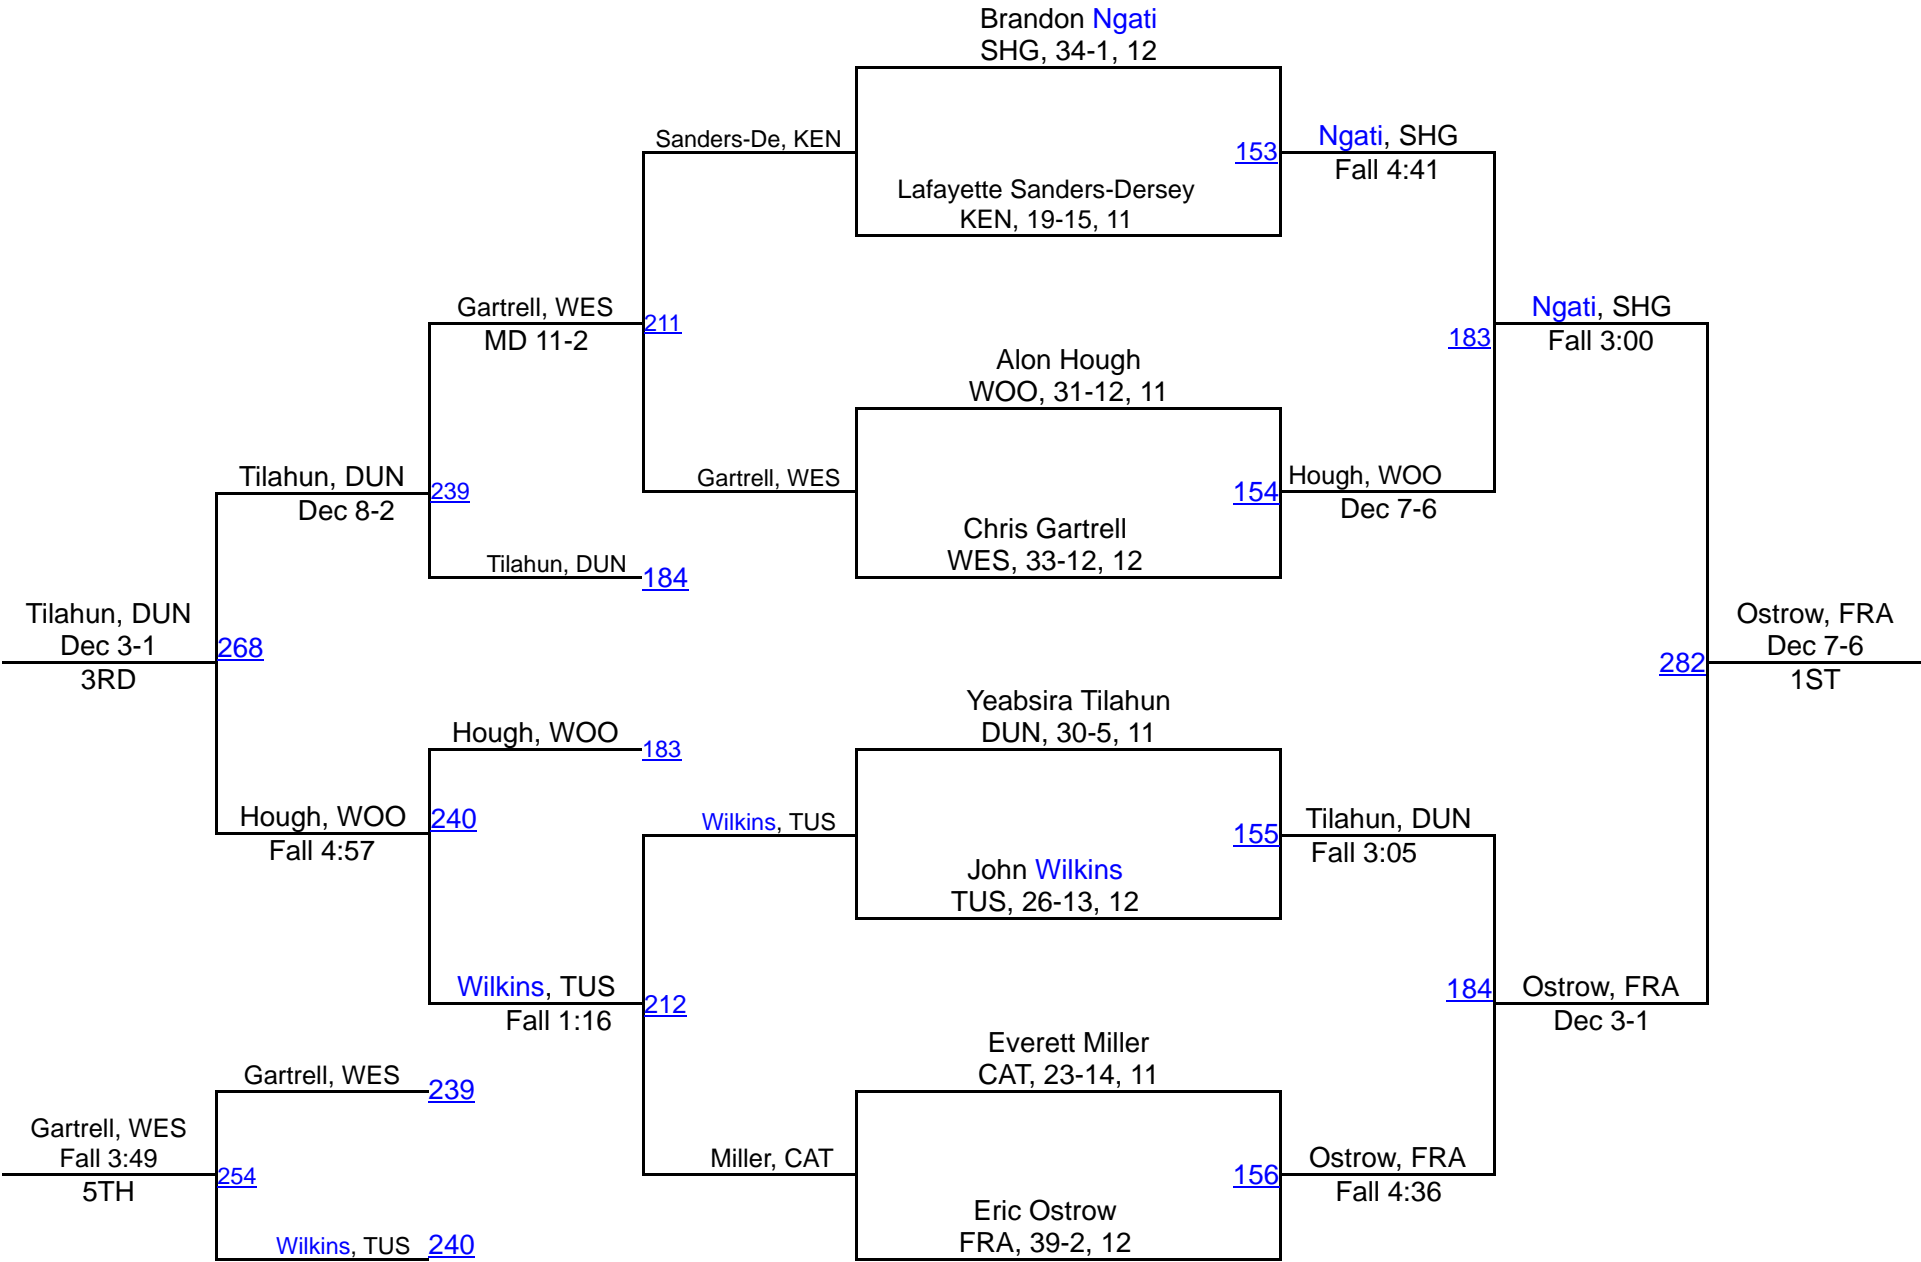 Brandon Ngati
SHG, 34-1, 12
Sanders-De, KEN
153
Ngati, SHG
Fall 4:41
Lafayette Sanders-Dersey
KEN, 19-15, 11
Gartrell, WES
MD 11-2
211
183
Ngati, SHG
Fall 3:00
Alon Hough
WOO, 31-12, 11
Tilahun, DUN
Dec 8-2
239
Gartrell, WES
154
Hough, WOO
Dec 7-6
Chris Gartrell
WES, 33-12, 12
Tilahun, DUN
184
Tilahun, DUN
Dec 3-1
3RD
268
282
Ostrow, FRA
Dec 7-6
1ST
Yeabsira Tilahun
DUN, 30-5, 11
Hough, WOO
183
Hough, WOO
Fall 4:57
240
Wilkins, TUS
155
Tilahun, DUN
Fall 3:05
John Wilkins
TUS, 26-13, 12
Wilkins, TUS
Fall 1:16
212
184
Ostrow, FRA
Dec 3-1
Everett Miller
CAT, 23-14, 11
Gartrell, WES
239
Gartrell, WES
Fall 3:49
5TH
254
Miller, CAT
156
Ostrow, FRA
Fall 4:36
Eric Ostrow
FRA, 39-2, 12
Wilkins, TUS
240